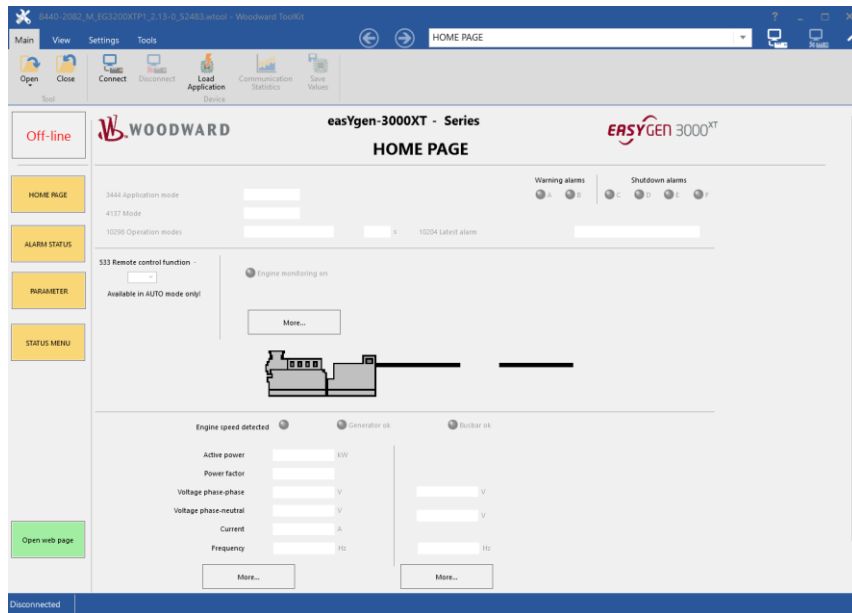 8440-2082_M_EG3200XTP1_2.13-0_52483.wtool - Woodward ToolKit
Main View Settings Tools
HOME PAGE
Open Close Connect Disconnect Load Application Communication Statistics Save Values
Tool Device
Off-line
WOODWARD
easYgen-3000XT - Series
HOME PAGE
EASYGEN 3000XT
Warning alarms Shutdown alarms
A B C D E F
HOME PAGE
3444 Application mode
4137 Mode
10298 Operation modes s 10204 Latest alarm
ALARM STATUS
533 Remote control function
Engine monitoring on
Available in AUTO mode only!
PARAMETER
More...
STATUS MENU
Engine speed detected Generator ok Busbar ok
Active power kW
Power factor
Voltage phase-phase V V
Voltage phase-neutral V V
Current A
Frequency Hz Hz
Open web page
More... More...
Disconnected